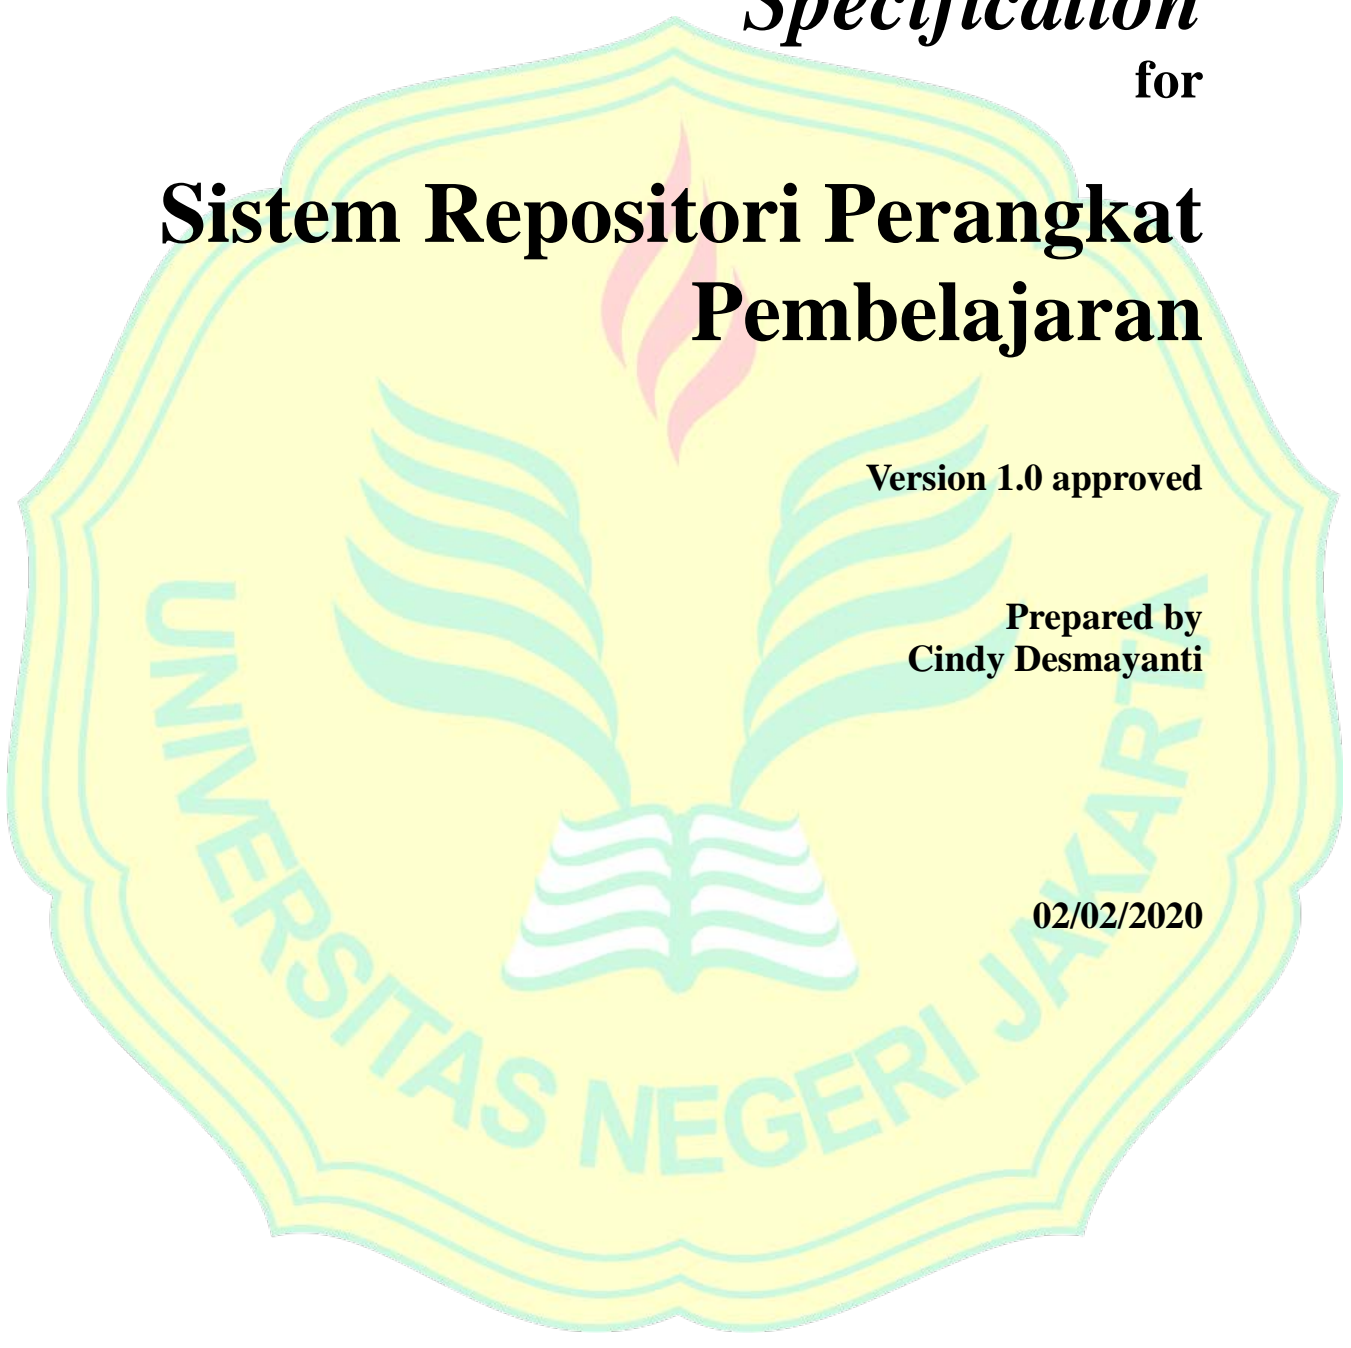 Specification
for
Sistem Repositori Perangkat
Pembelajaran
Version 1.0 approved
Prepared by
Cindy Desmayanti
02/02/2020
UNIVERSITAS NEGERI JAKARTA